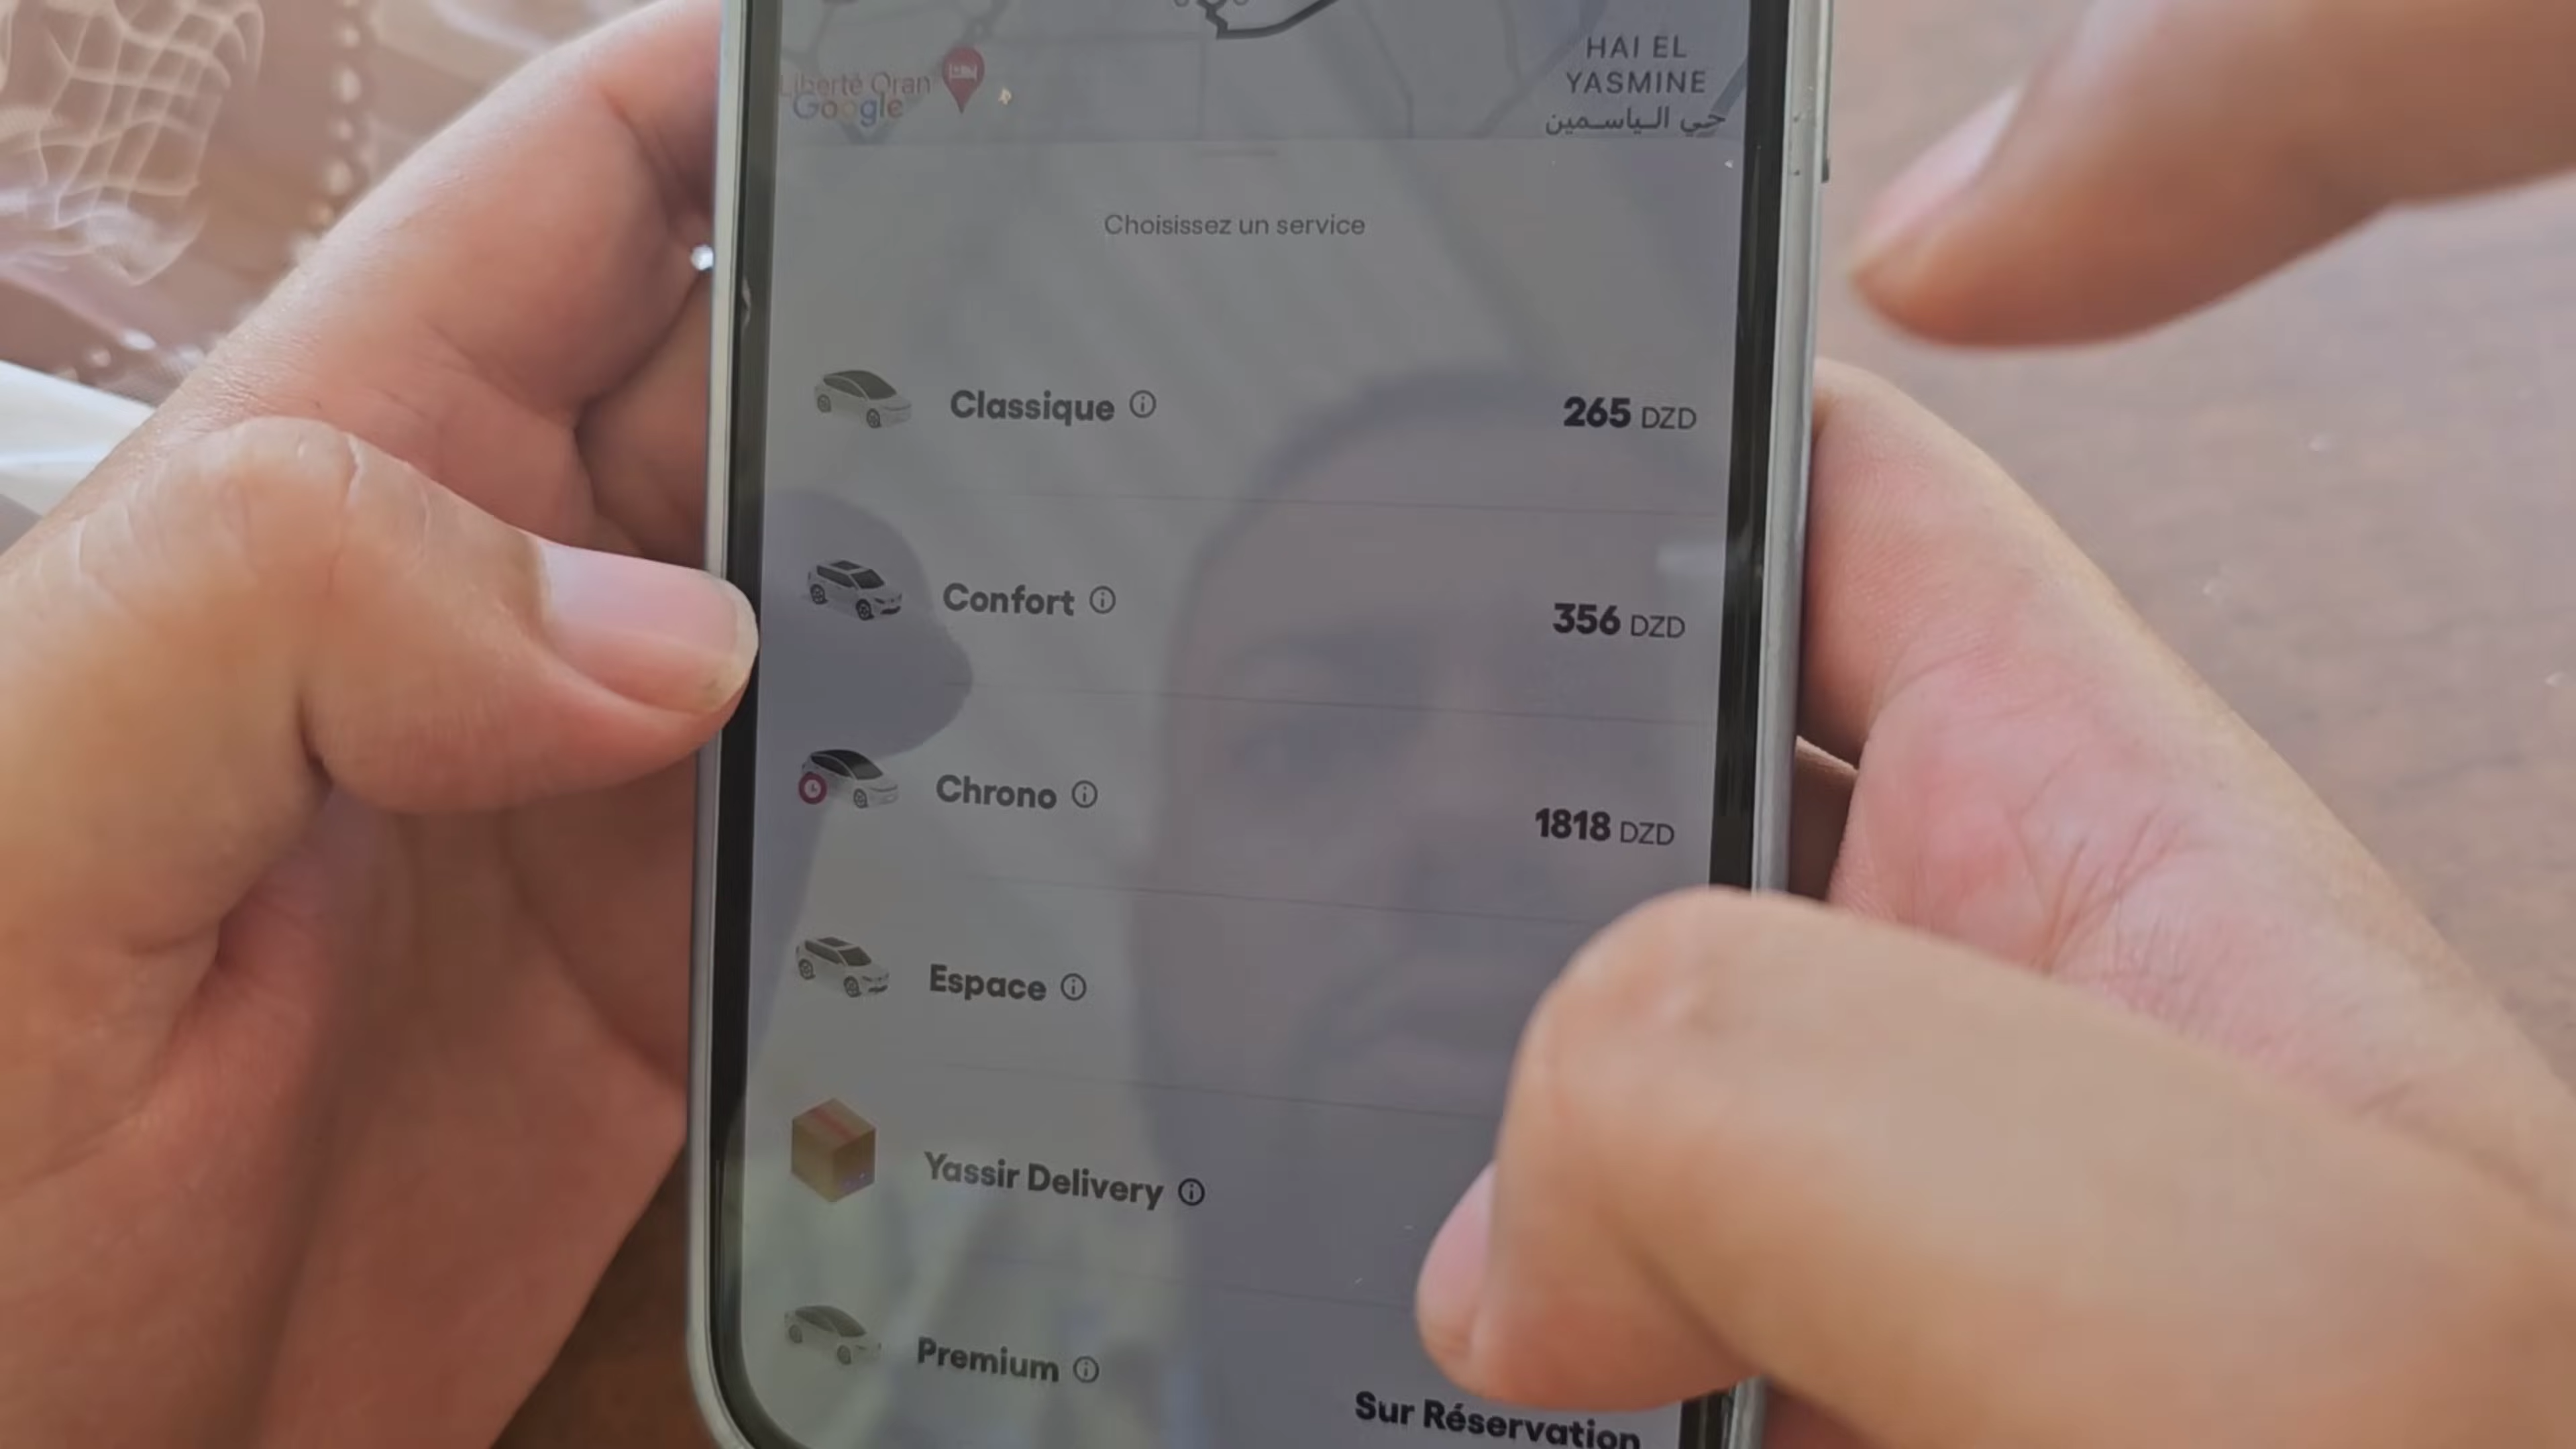 HAI EL
YASMINE
حي الياسمين
Liberté Oran
Google
Choisissez un service
Classique
265 DZD
Confort
356 DZD
Chrono
1818 DZD
Espace
Yassir Delivery
Premium
Sur Réservation